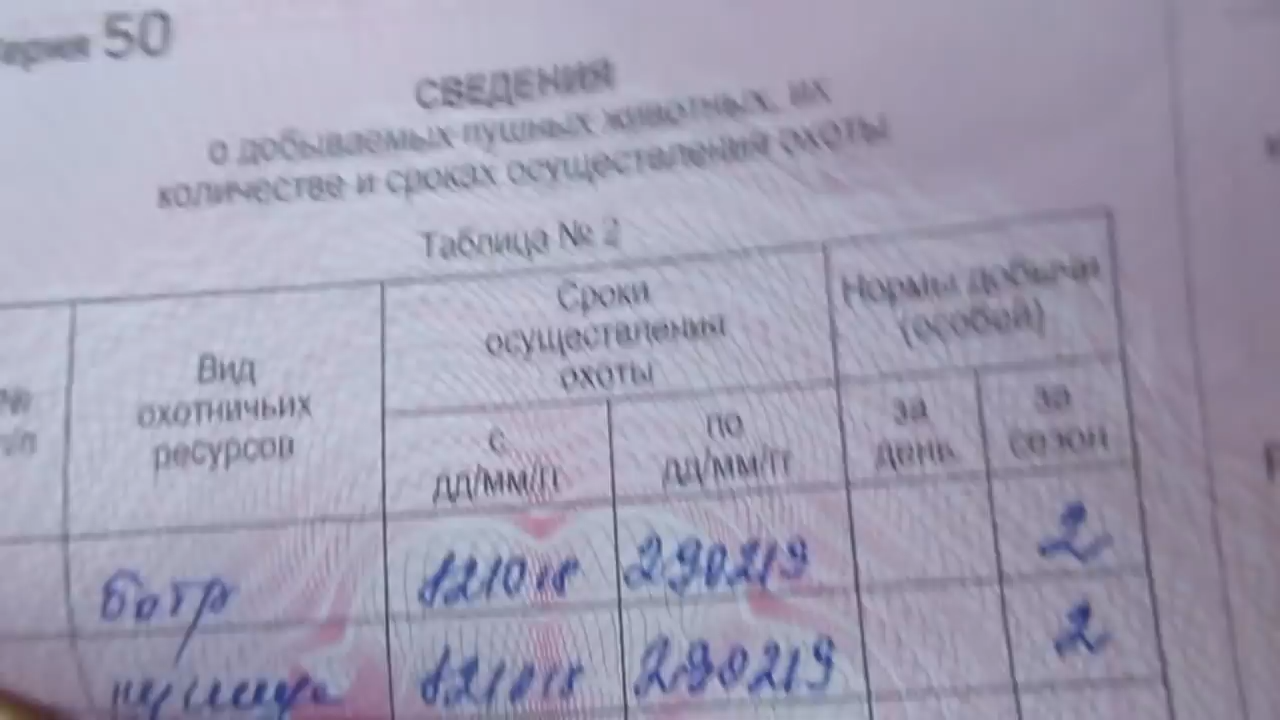 Серия 50
СВЕДЕНИЯ
о добываемых пушных животных, их
количестве и сроках осуществления охоты
Таблица № 2
№
п/п
Вид
охотничьих
ресурсов
Сроки
осуществления
охоты
Нормы добычи
(особей)
с
дд/мм/гг
по
дд/мм/гг
за
день
за
сезон
121018
290219
2
121018
290219
2